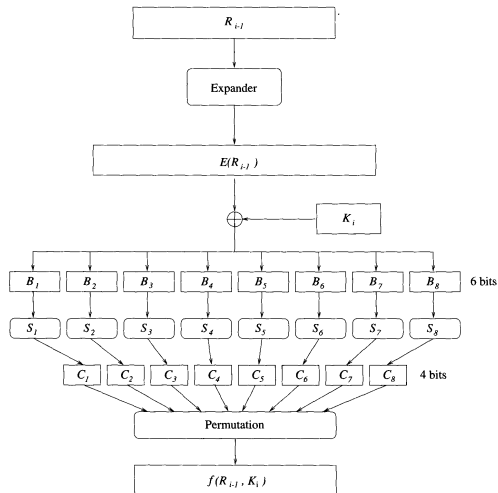 R_{i-1}
Expander
E(R_{i-1})
K_i
B_1 B_2 B_3 B_4 B_5 B_6 B_7 B_8 6 bits
S_1 S_2 S_3 S_4 S_5 S_6 S_7 S_8
C_1 C_2 C_3 C_4 C_5 C_6 C_7 C_8 4 bits
Permutation
f(R_{i-1}, K_i)